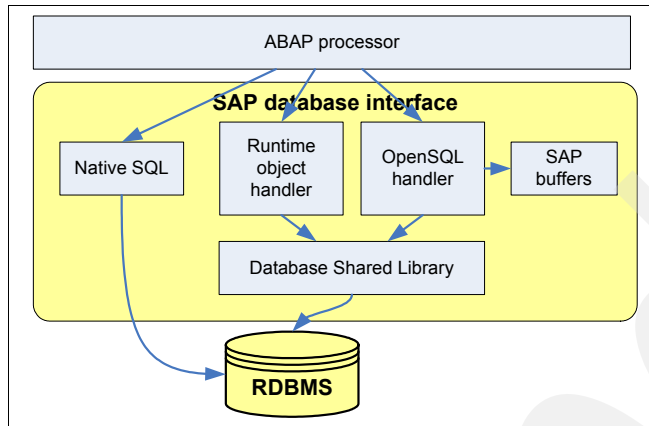 ABAP processor
SAP database interface
Native SQL
Runtime
object
handler
OpenSQL
handler
SAP
buffers
Database Shared Library
RDBMS